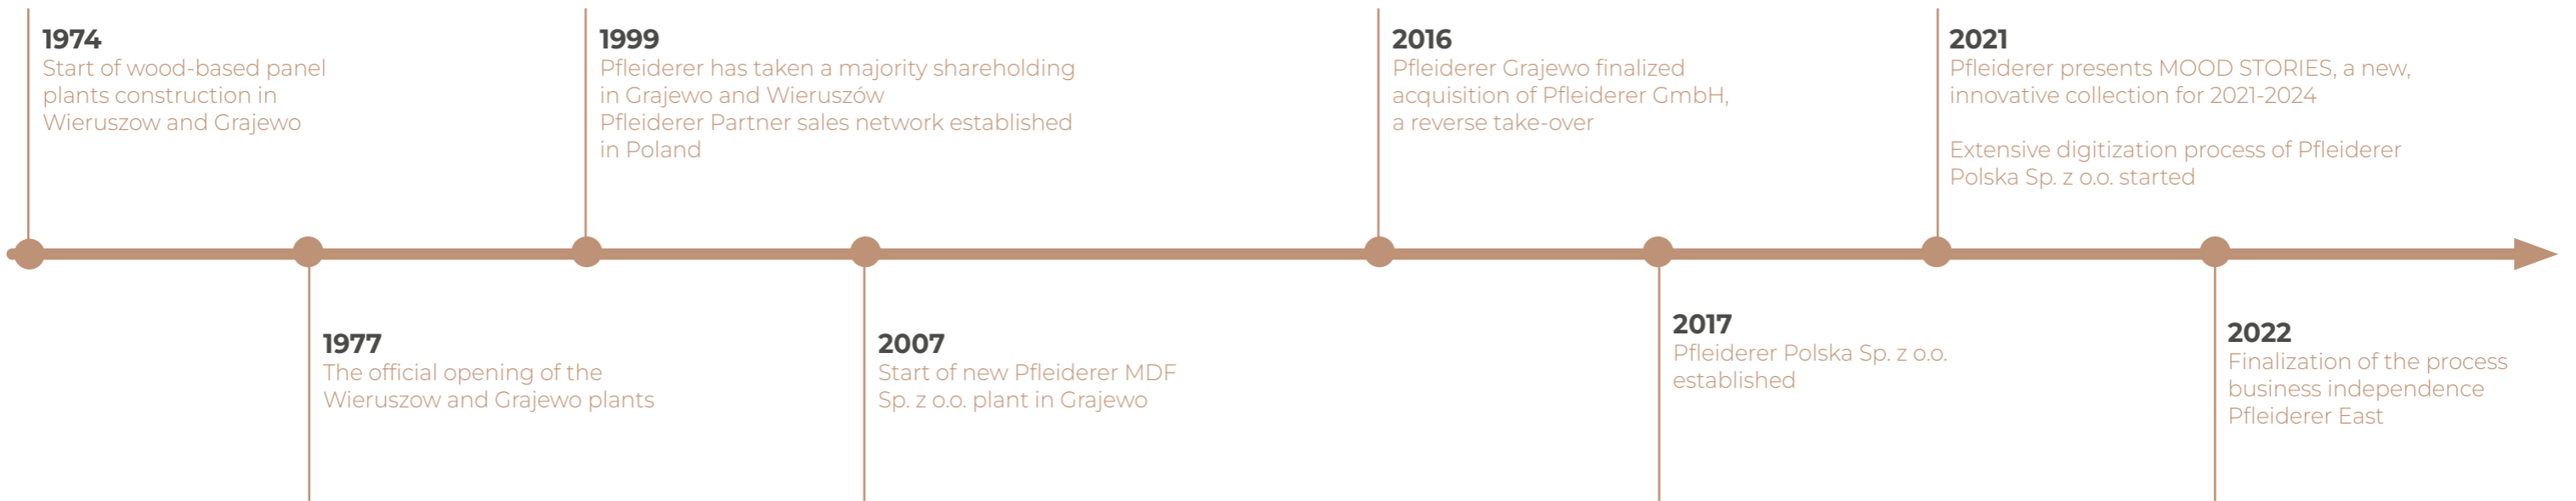 1974
Start of wood-based panel
plants construction in
Wieruszow and Grajewo
1977
The official opening of the
Wieruszow and Grajewo plants
1999
Pfleiderer has taken a majority shareholding
in Grajewo and Wieruszów
Pfleiderer Partner sales network established
in Poland
2007
Start of new Pfleiderer MDF
Sp. z o.o. plant in Grajewo
2016
Pfleiderer Grajewo finalized
acquisition of Pfleiderer GmbH,
a reverse take-over
2017
Pfleiderer Polska Sp. z o.o.
established
2021
Pfleiderer presents MOOD STORIES, a new,
innovative collection for 2021-2024
Extensive digitization process of Pfleiderer
Polska Sp. z o.o. started
2022
Finalization of the process
business independence
Pfleiderer East